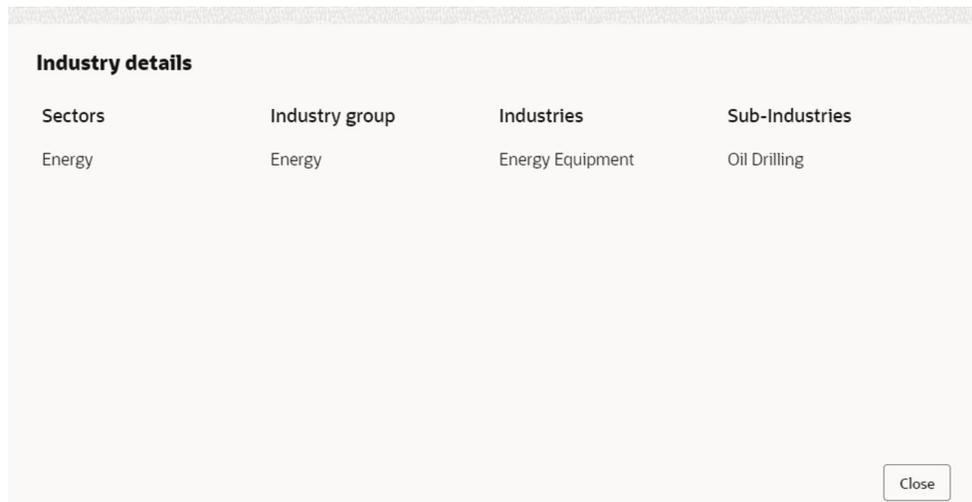 Industry details
Sectors Industry group Industries Sub-Industries
Energy Energy Energy Equipment Oil Drilling
Close